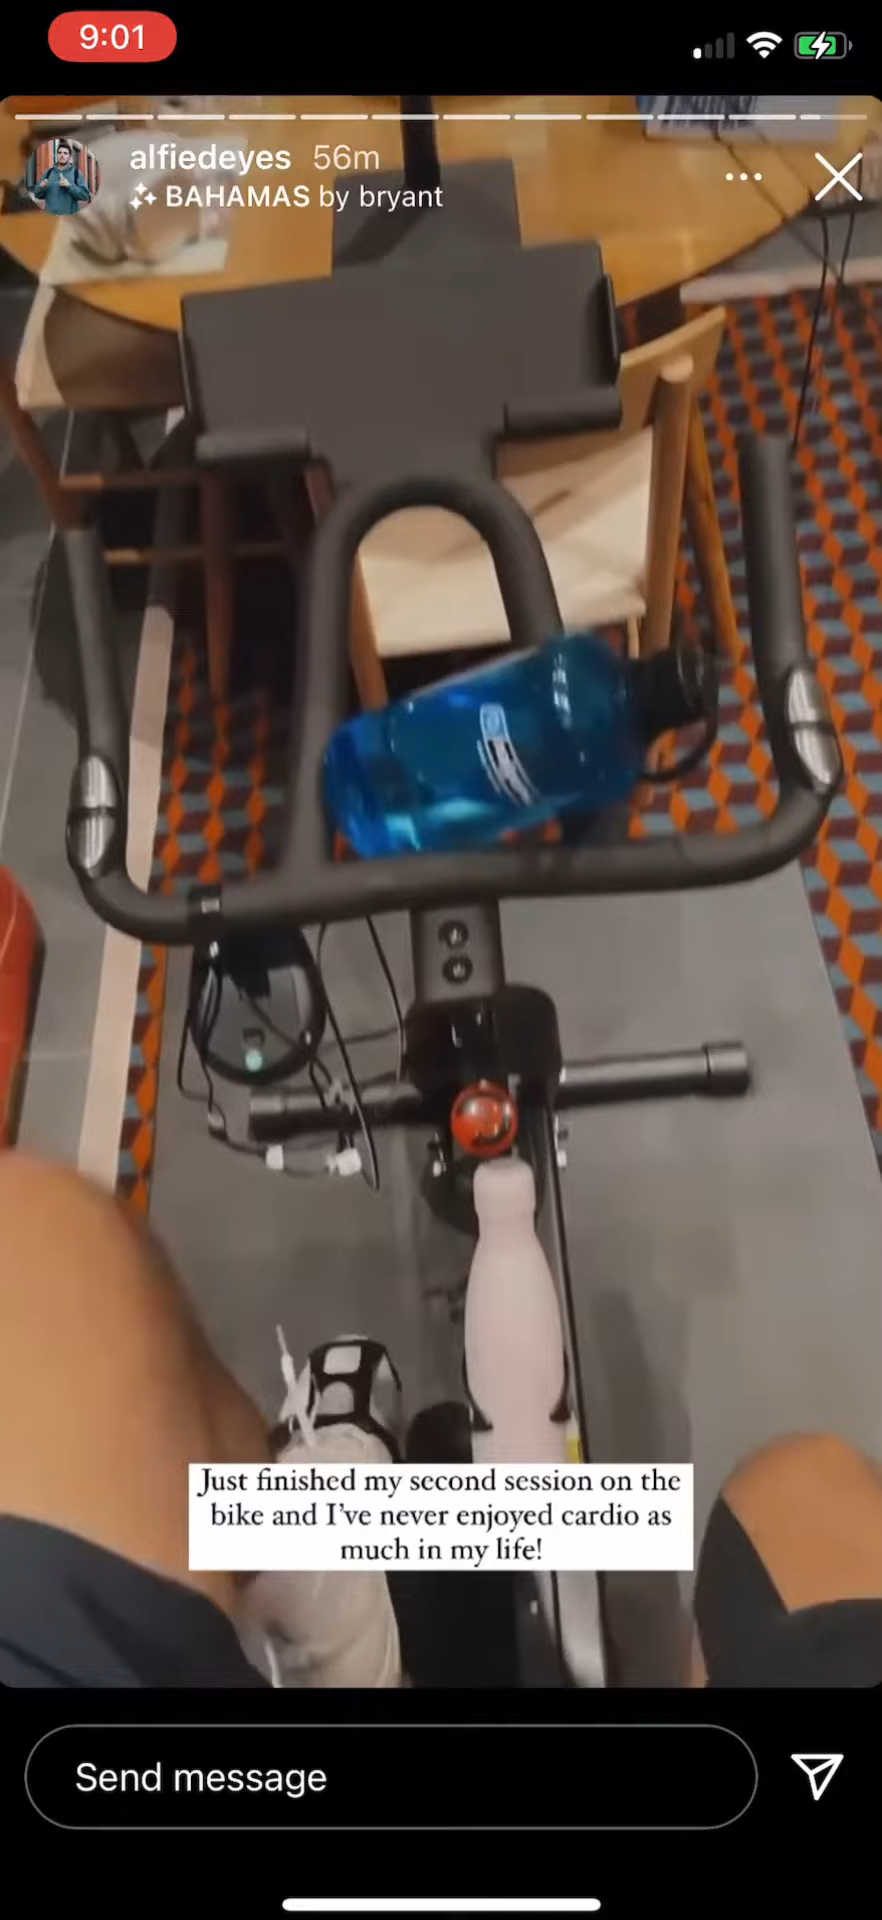 9:01
alfiedeyes 56m
BAHAMAS by bryant
Just finished my second session on the
bike and I've never enjoyed cardio as
much in my life!
Send message